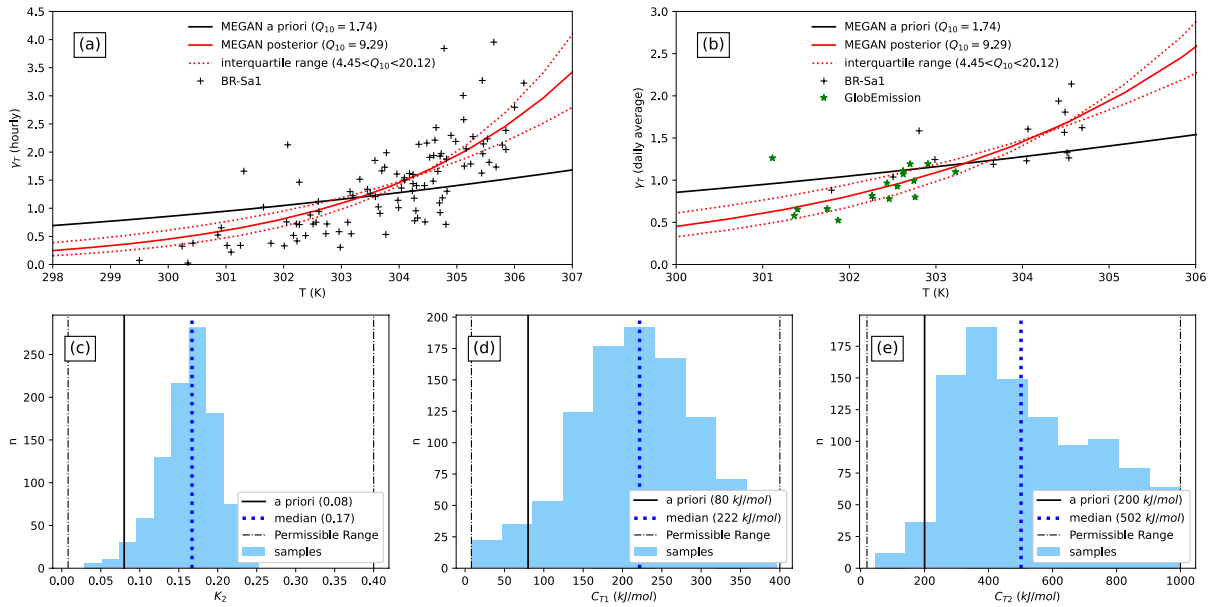 (a)
MEGAN a priori (Q10 = 1.74)
MEGAN posterior (Q10 = 9.29)
interquartile range (4.45<Q10<20.12)
BR-Sa1
γT (hourly)
4.5
4.0
3.5
3.0
2.5
2.0
1.5
1.0
0.5
0.0
298 299 300 301 302 303 304 305 306 307
T (K)
(b)
MEGAN a priori (Q10 = 1.74)
MEGAN posterior (Q10 = 9.29)
interquartile range (4.45<Q10<20.12)
BR-Sa1
GlobEmission
γT (daily average)
3.0
2.5
2.0
1.5
1.0
0.5
0.0
300 301 302 303 304 305 306
T (K)
(c)
n
250
200
150
100
50
0
a priori (0.08)
median (0.17)
Permissible Range
samples
0.00 0.10 0.20 0.30 0.40
K2
(d)
n
200
175
150
125
100
75
50
25
0
a priori (80 kJ/mol)
median (222 kJ/mol)
Permissible Range
samples
0 50 100 150 200 250 300 350 400
CT1 (kJ/mol)
(e)
n
175
150
125
100
75
50
25
0
a priori (200 kJ/mol)
median (502 kJ/mol)
Permissible Range
samples
0 200 400 600 800 1000
CT2 (kJ/mol)